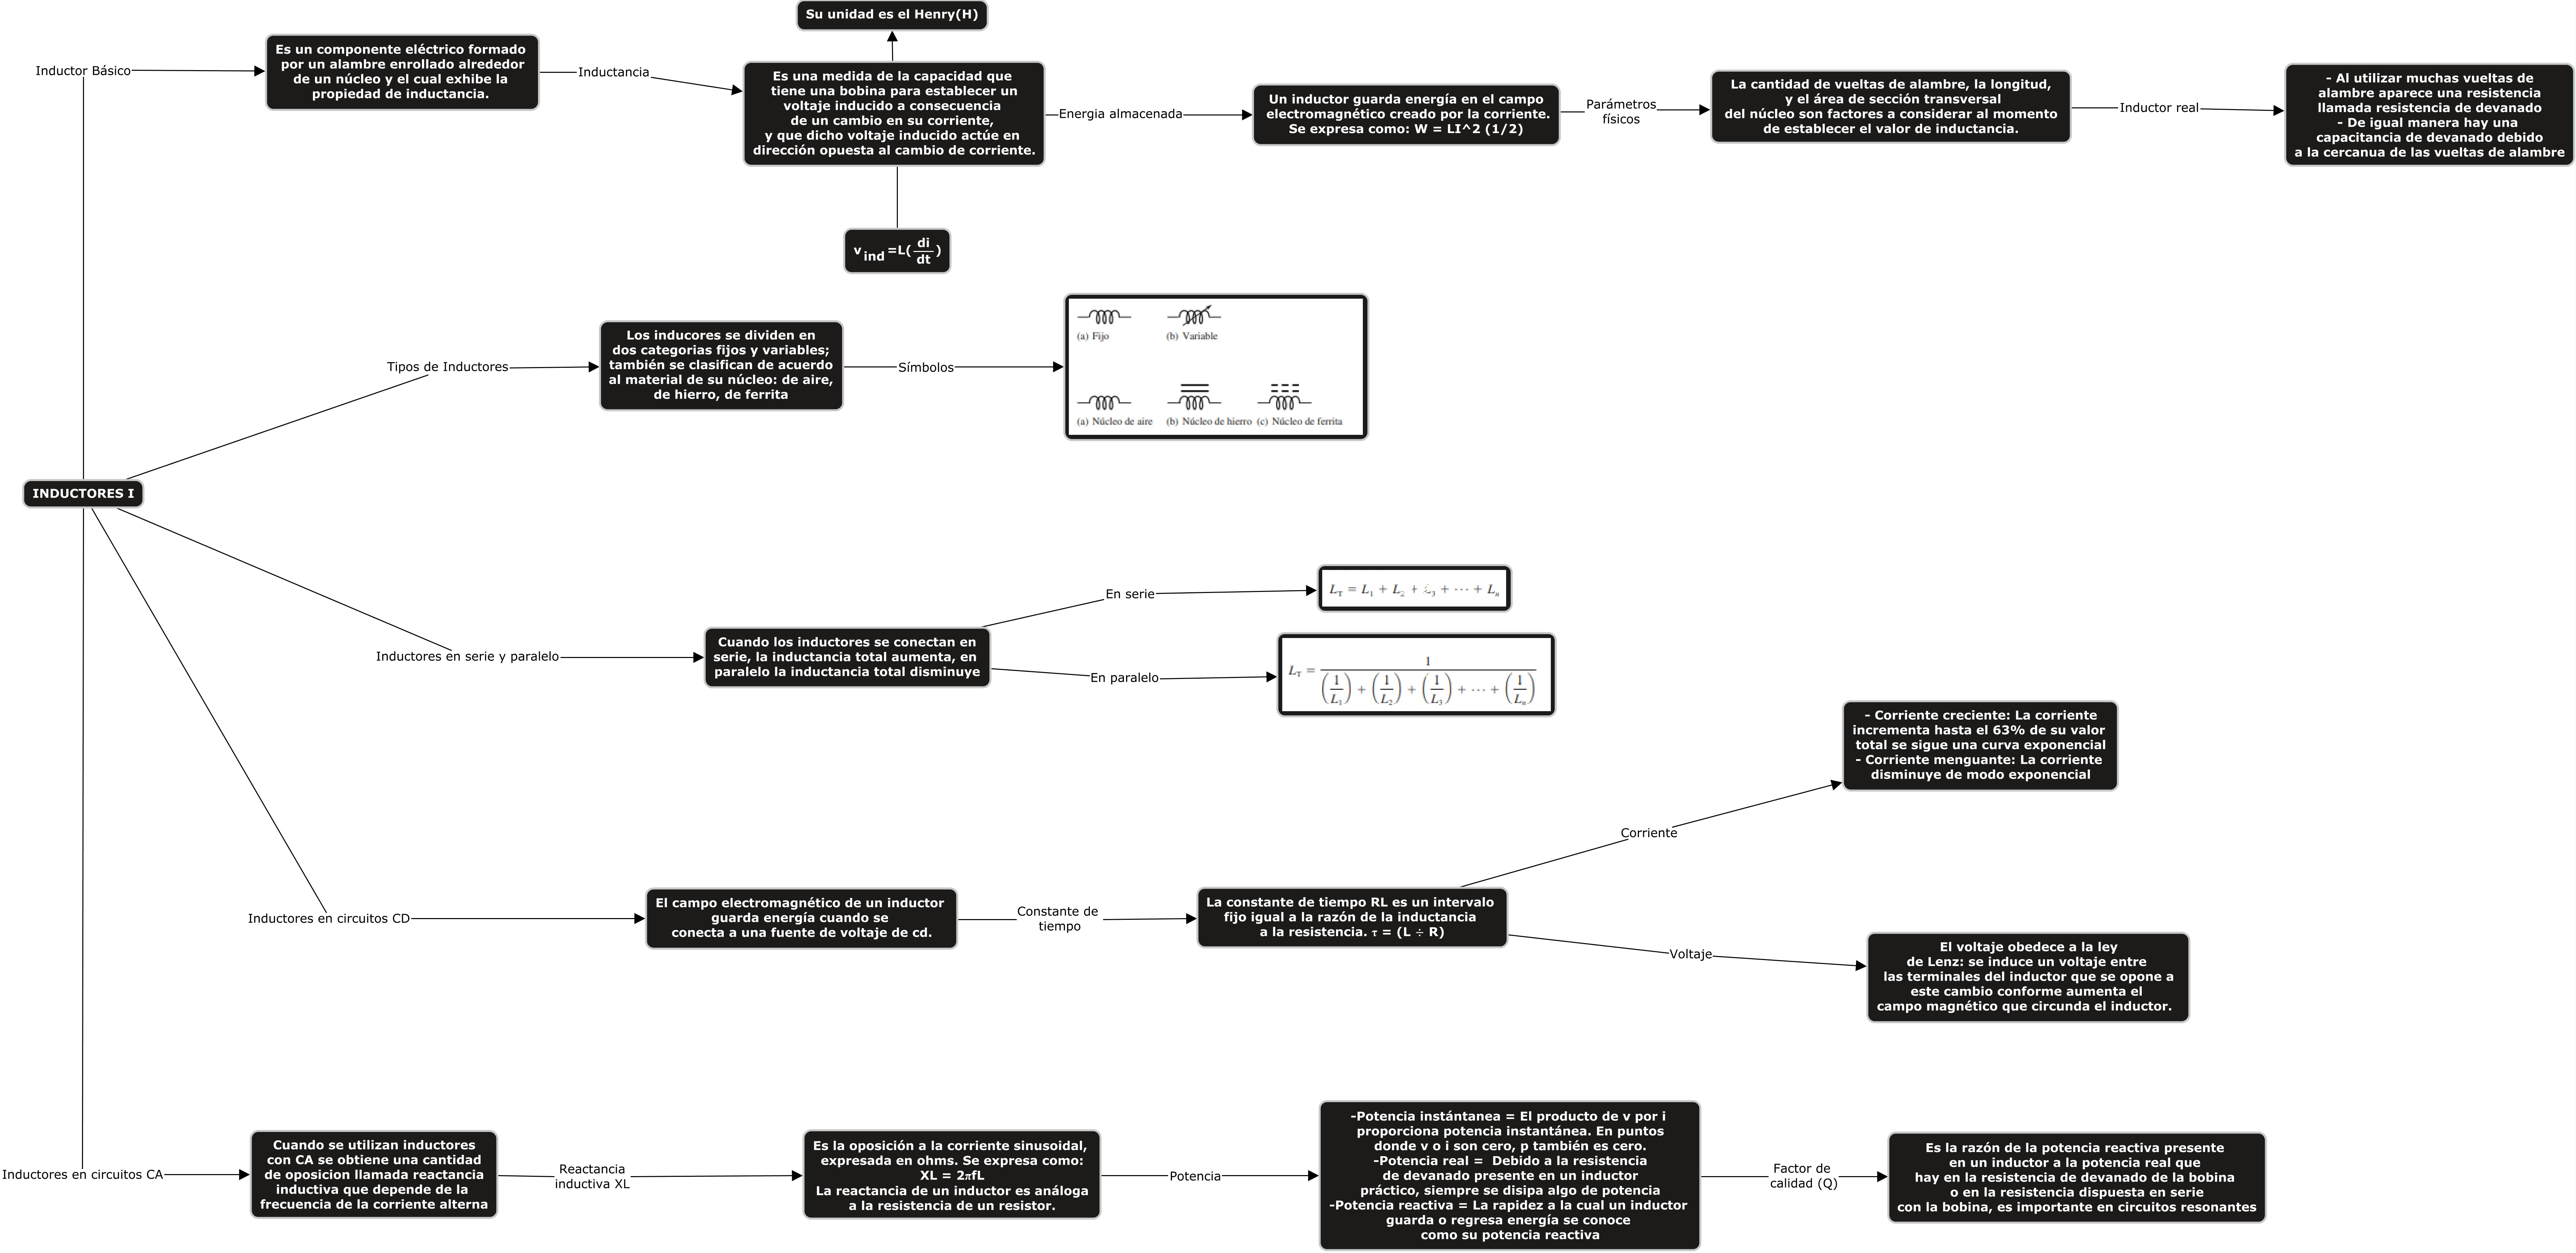 Su unidad es el Henry(H)
Inductor Básico
Es un componente eléctrico formado
por un alambre enrollado alrededor
de un núcleo y el cual exhibe la
propiedad de inductancia.
Inductancia
Es una medida de la capacidad que
tiene una bobina para establecer un
voltaje inducido a consecuencia
de un cambio en su corriente,
y que dicho voltaje inducido actúe en
dirección opuesta al cambio de corriente.
Energia almacenada
Un inductor guarda energía en el campo
electromagnético creado por la corriente.
Se expresa como: W = LI^2 (1/2)
Parámetros
físicos
La cantidad de vueltas de alambre, la longitud,
y el área de sección transversal
del núcleo son factores a considerar al momento
de establecer el valor de inductancia.
Inductor real
- Al utilizar muchas vueltas de
alambre aparece una resistencia
llamada resistencia de devanado
- De igual manera hay una
capacitancia de devanado debido
a la cercanua de las vueltas de alambre
v ind =L( di/dt )
Tipos de Inductores
Los inducores se dividen en
dos categorias fijos y variables;
también se clasifican de acuerdo
al material de su núcleo: de aire,
de hierro, de ferrita
Símbolos
(a) Fijo (b) Variable
(a) Núcleo de aire (b) Núcleo de hierro (c) Núcleo de ferrita
INDUCTORES I
Inductores en serie y paralelo
Cuando los inductores se conectan en
serie, la inductancia total aumenta, en
paralelo la inductancia total disminuye
En serie
L_T = L_1 + L_2 + L_3 + ··· + L_n
En paralelo
L_T = 1 / ((1/L_1) + (1/L_2) + (1/L_3) + ··· + (1/L_n))
Inductores en circuitos CD
El campo electromagnético de un inductor
guarda energía cuando se
conecta a una fuente de voltaje de cd.
Constante de
tiempo
La constante de tiempo RL es un intervalo
fijo igual a la razón de la inductancia
a la resistencia. τ = (L ÷ R)
Corriente
- Corriente creciente: La corriente
incrementa hasta el 63% de su valor
total se sigue una curva exponencial
- Corriente menguante: La corriente
disminuye de modo exponencial
Voltaje
El voltaje obedece a la ley
de Lenz: se induce un voltaje entre
las terminales del inductor que se opone a
este cambio conforme aumenta el
campo magnético que circunda el inductor.
Inductores en circuitos CA
Cuando se utilizan inductores
con CA se obtiene una cantidad
de oposicion llamada reactancia
inductiva que depende de la
frecuencia de la corriente alterna
Reactancia
inductiva XL
Es la oposición a la corriente sinusoidal,
expresada en ohms. Se expresa como:
XL = 2πfL
La reactancia de un inductor es análoga
a la resistencia de un resistor.
Potencia
-Potencia instántanea = El producto de v por i
proporciona potencia instantánea. En puntos
donde v o i son cero, p también es cero.
-Potencia real = Debido a la resistencia
de devanado presente en un inductor
práctico, siempre se disipa algo de potencia
-Potencia reactiva = La rapidez a la cual un inductor
guarda o regresa energía se conoce
como su potencia reactiva
Factor de
calidad (Q)
Es la razón de la potencia reactiva presente
en un inductor a la potencia real que
hay en la resistencia de devanado de la bobina
o en la resistencia dispuesta en serie
con la bobina, es importante en circuitos resonantes